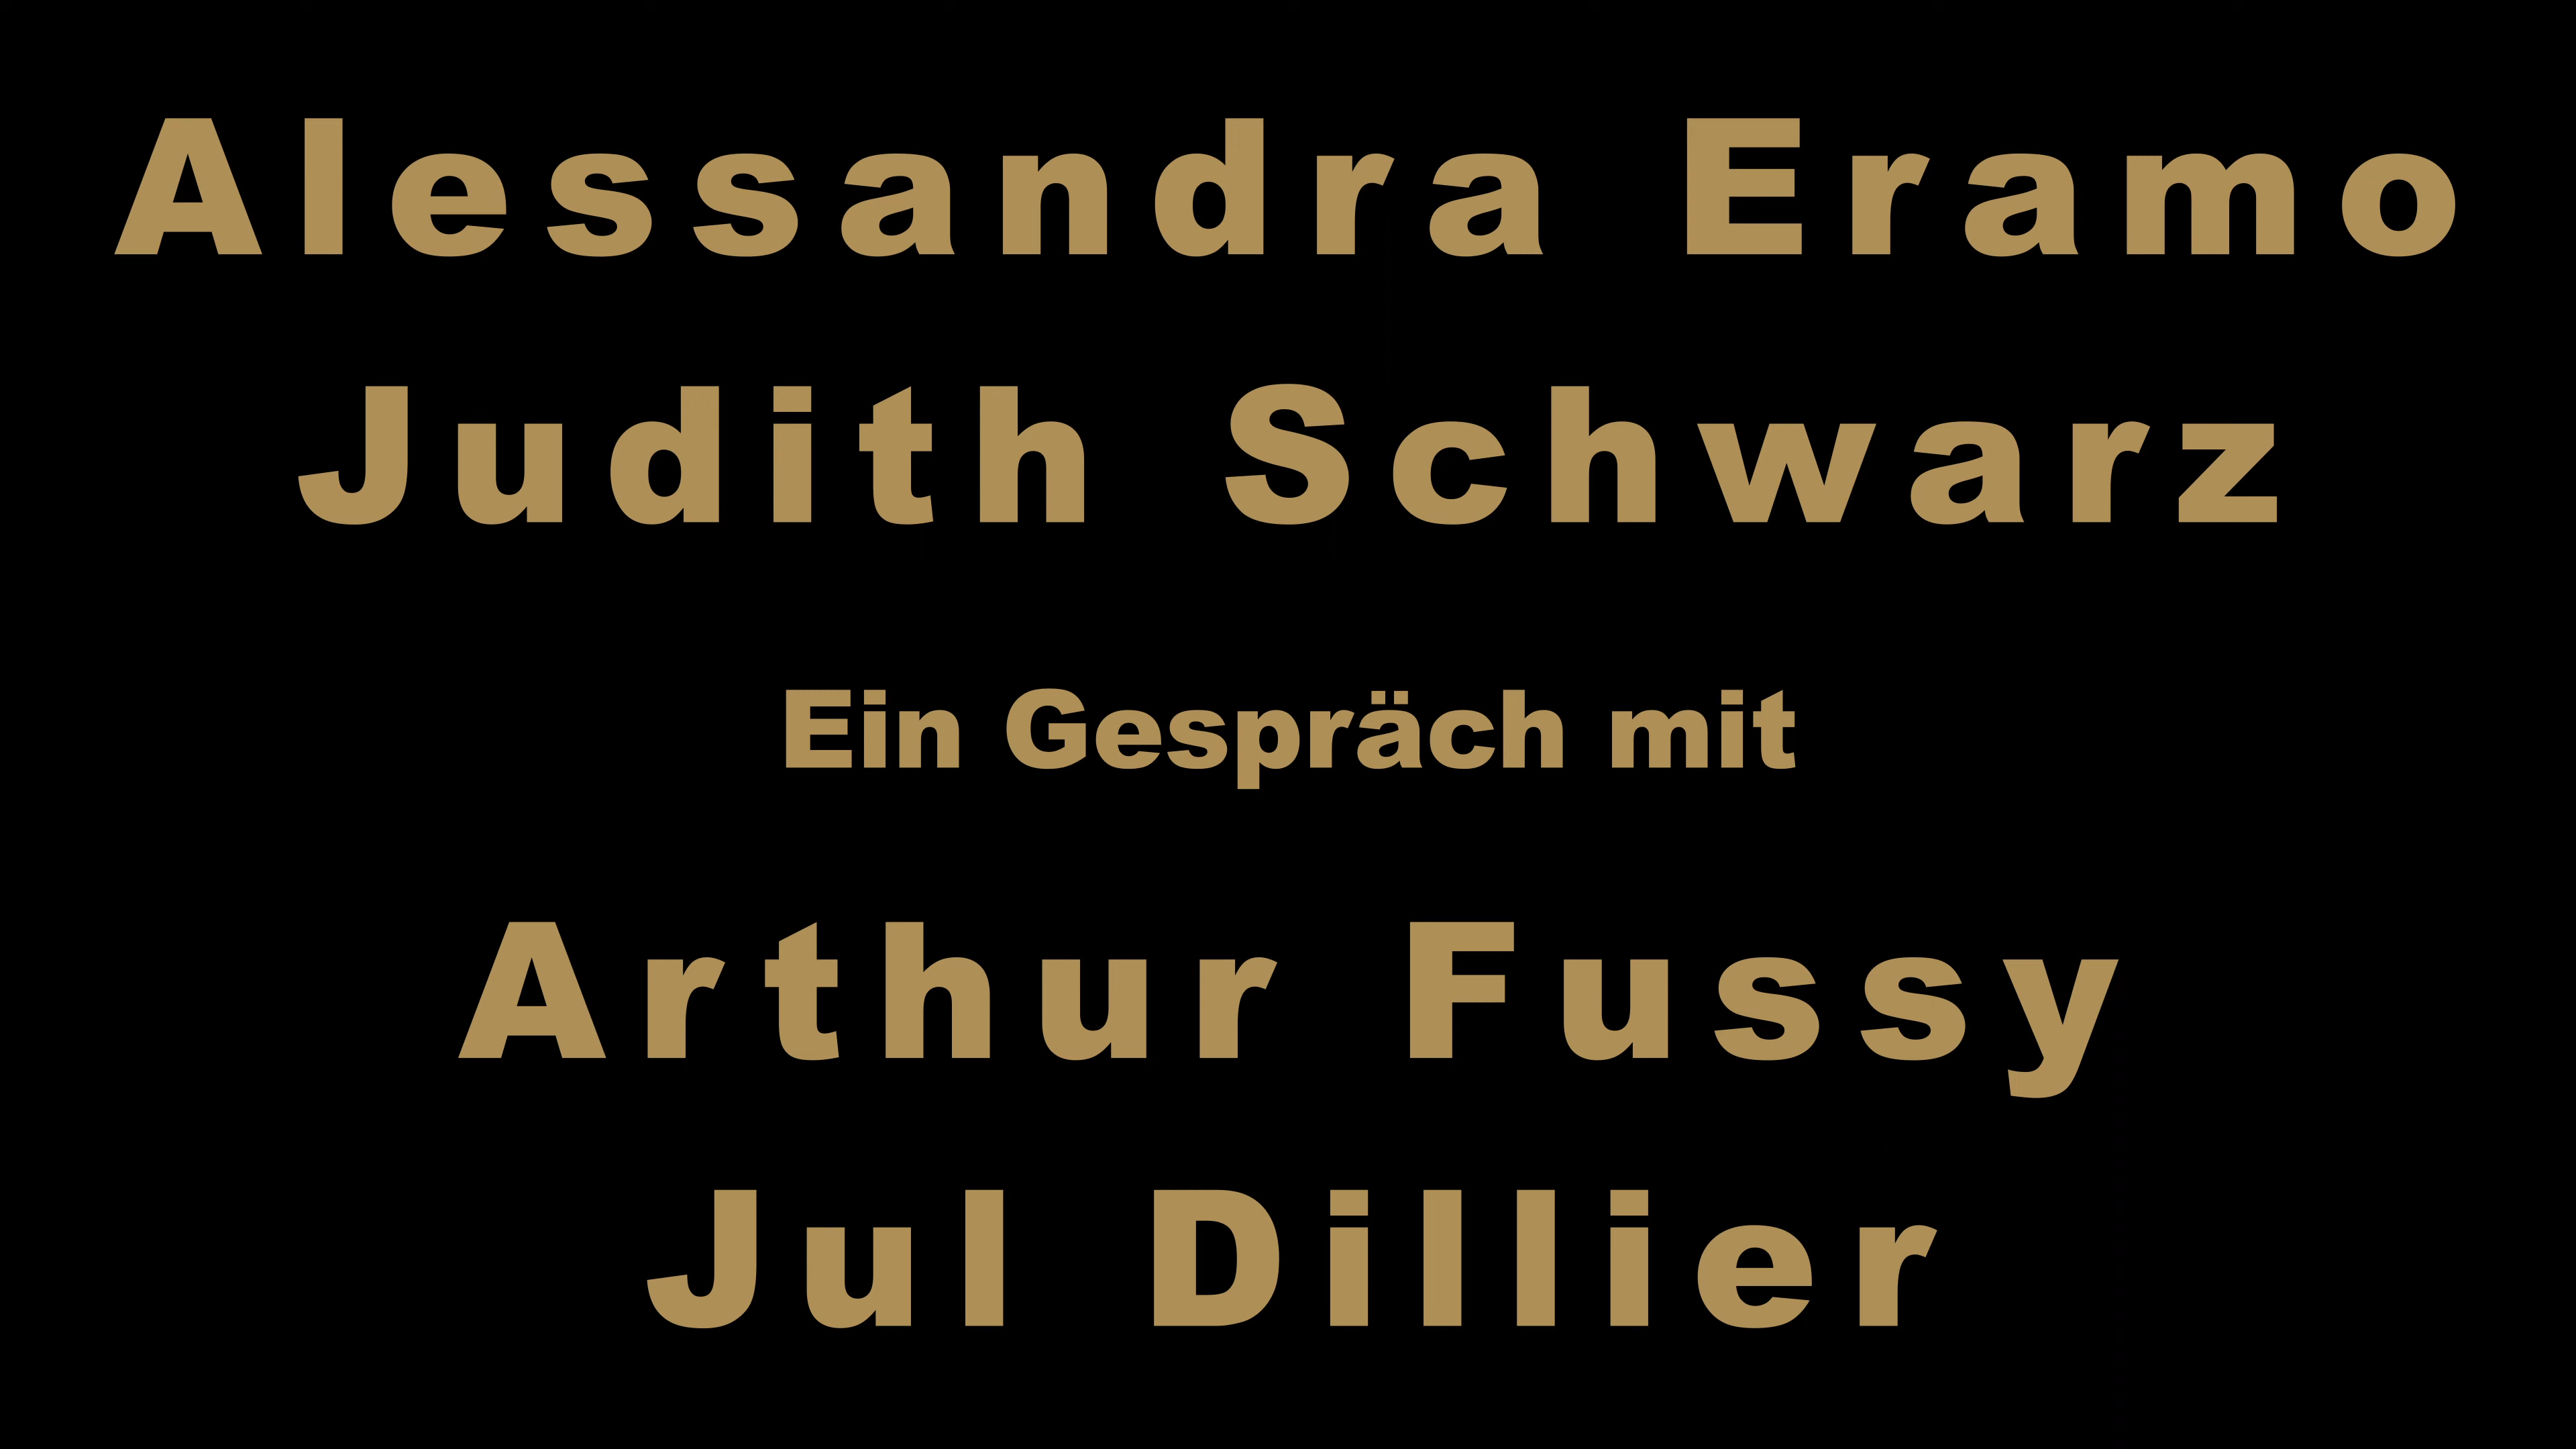 Alessandra Eramo
Judith Schwarz
Ein Gespräch mit
Arthur Fussy
Jul Dillier